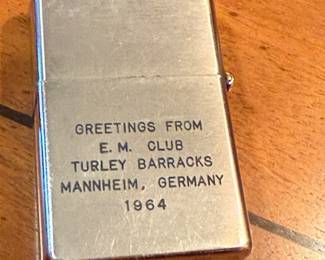 GREETINGS FROM
E.M. CLUB
TURLEY BARRACKS
MANNHEIM, GERMANY
1964